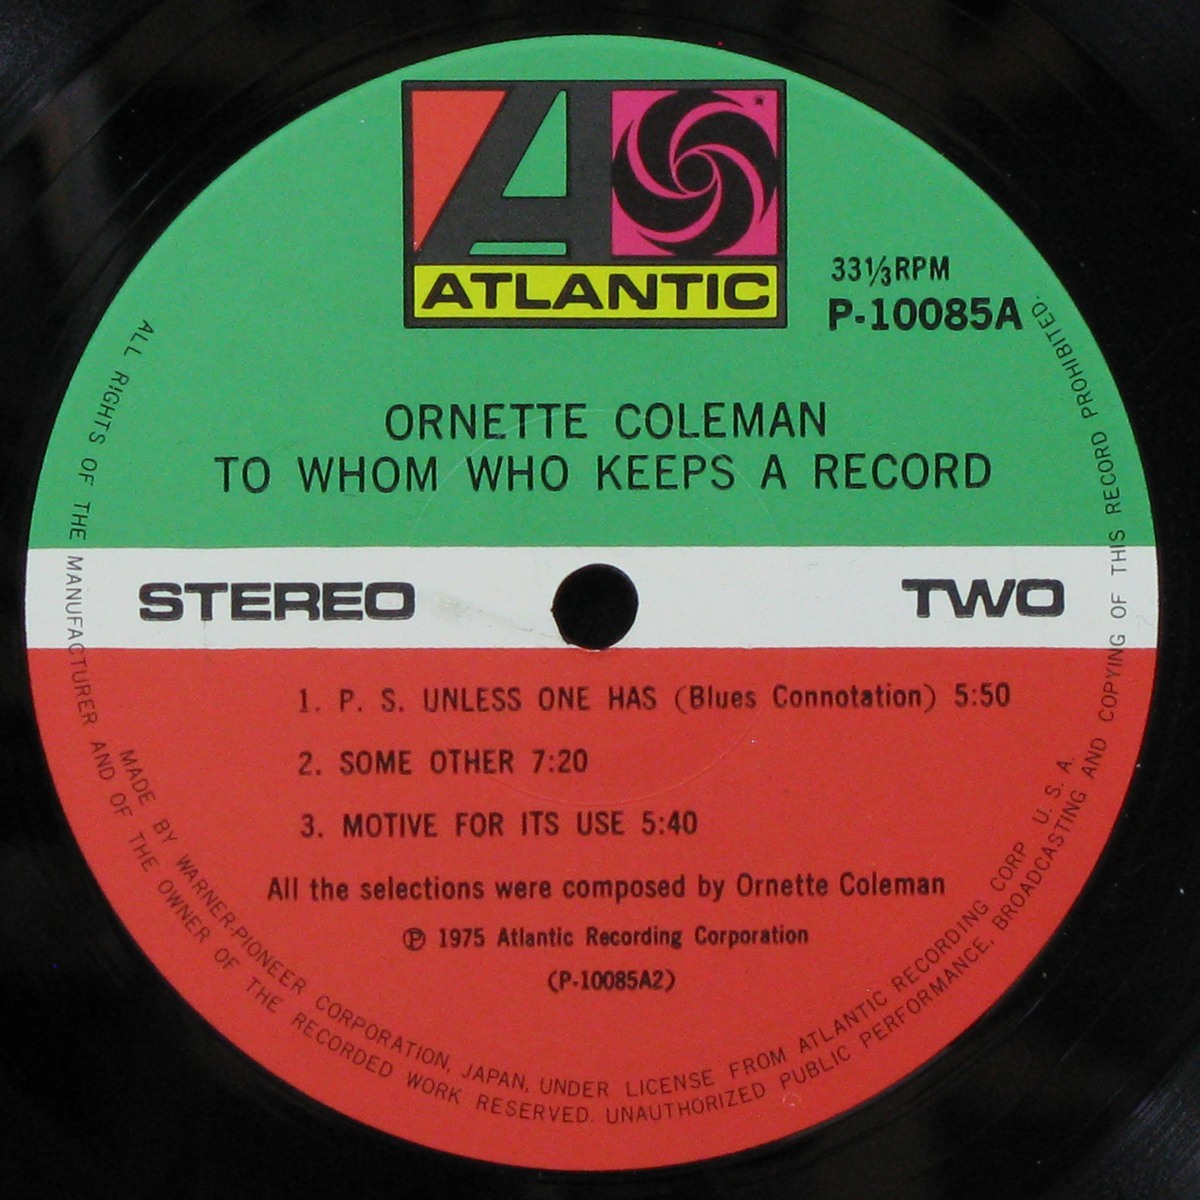 A
ATLANTIC
33⅓RPM
P-10085A
ORNETTE COLEMAN
TO WHOM WHO KEEPS A RECORD
STEREO
TWO
1. P. S. UNLESS ONE HAS (Blues Connotation) 5:50
2. SOME OTHER 7:20
3. MOTIVE FOR ITS USE 5:40
All the selections were composed by Ornette Coleman
℗ 1975 Atlantic Recording Corporation
(P-10085A2)
MADE BY WARNER-PIONEER CORPORATION, JAPAN, UNDER LICENSE FROM ATLANTIC RECORDING CORP. U. S. A.
ALL RIGHTS OF THE MANUFACTURER AND OF THE OWNER OF THE RECORDED WORK RESERVED. UNAUTHORIZED PUBLIC PERFORMANCE, BROADCASTING AND COPYING OF THIS RECORD PROHIBITED.